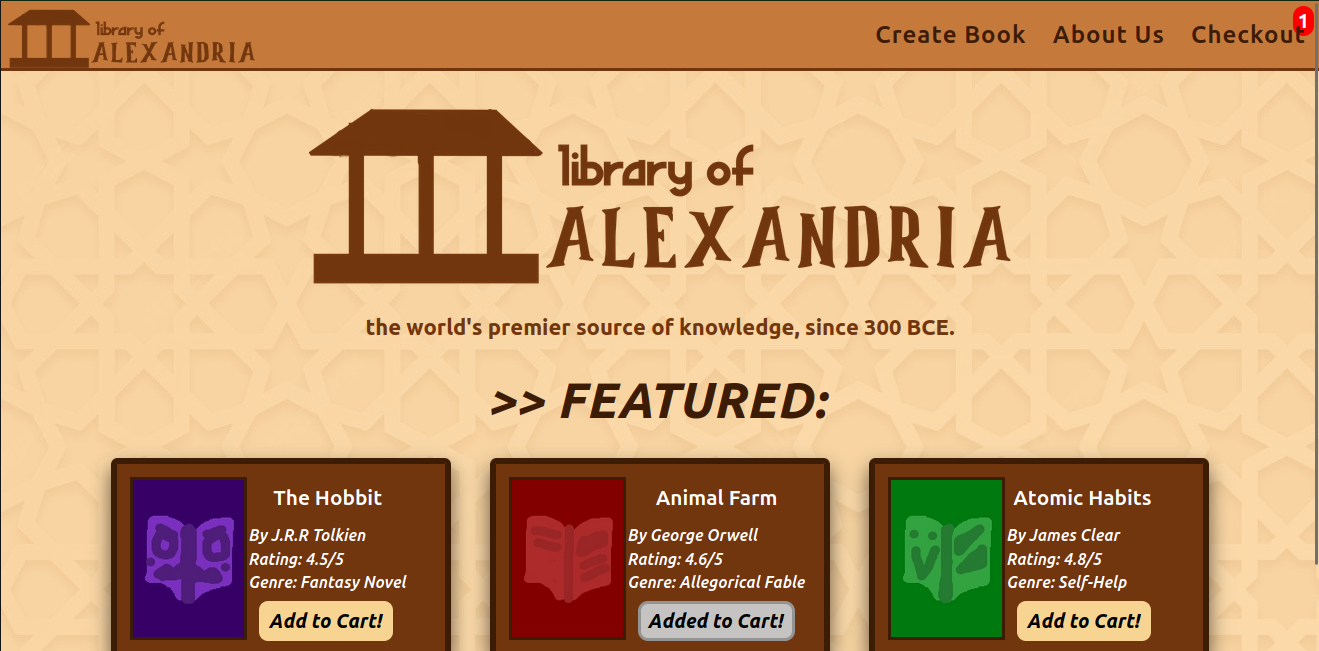 library of
ALEXANDRIA
Create Book About Us Checkout
1
library of
ALEXANDRIA
the world's premier source of knowledge, since 300 BCE.
>> FEATURED:
The Hobbit
By J.R.R Tolkien
Rating: 4.5/5
Genre: Fantasy Novel
Add to Cart!
Animal Farm
By George Orwell
Rating: 4.6/5
Genre: Allegorical Fable
Added to Cart!
Atomic Habits
By James Clear
Rating: 4.8/5
Genre: Self-Help
Add to Cart!